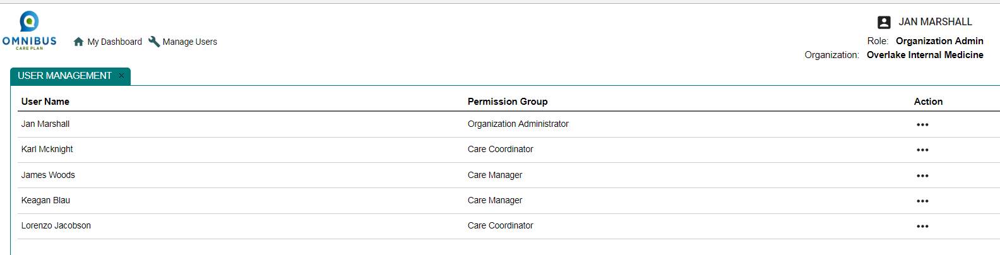 OMNIBUS
CARE PLAN
My Dashboard Manage Users
JAN MARSHALL
Role: Organization Admin
Organization: Overlake Internal Medicine
USER MANAGEMENT ×
User Name Permission Group Action
Jan Marshall Organization Administrator •••
Karl Mcknight Care Coordinator •••
James Woods Care Manager •••
Keagan Blau Care Manager •••
Lorenzo Jacobson Care Coordinator •••